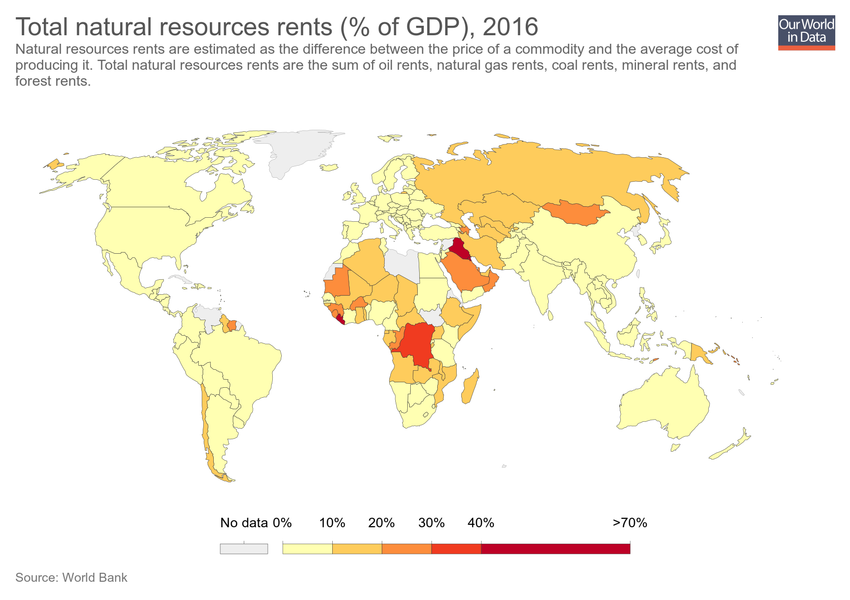 Total natural resources rents (% of GDP), 2016
Our World
in Data
Natural resources rents are estimated as the difference between the price of a commodity and the average cost of
producing it. Total natural resources rents are the sum of oil rents, natural gas rents, coal rents, mineral rents, and
forest rents.
No data 0% 10% 20% 30% 40% >70%
Source: World Bank